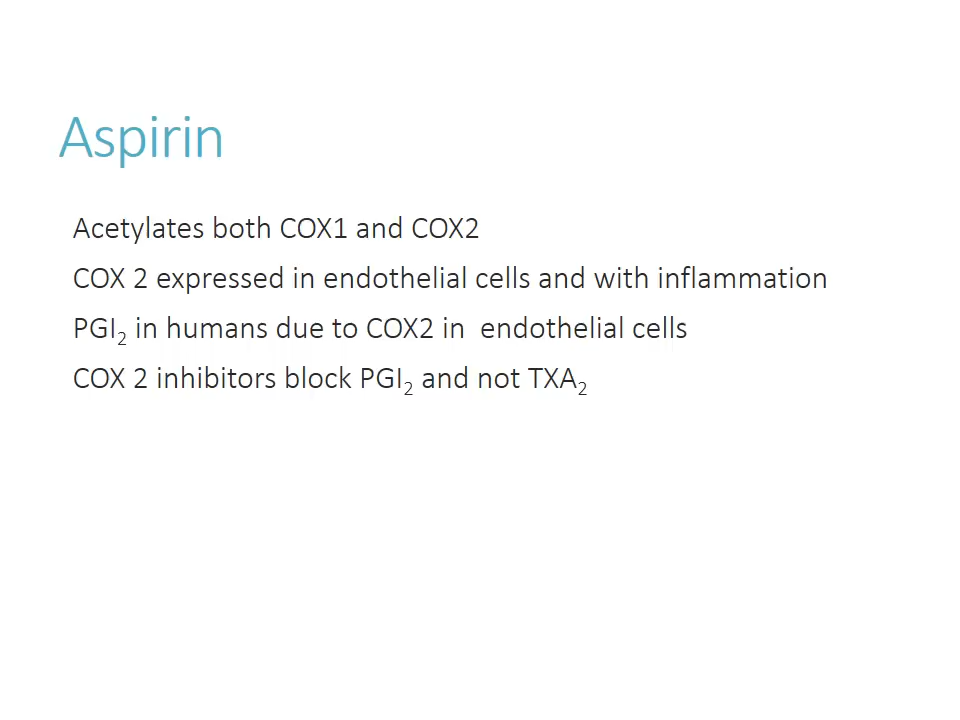 Aspirin
Acetylates both COX1 and COX2
COX 2 expressed in endothelial cells and with inflammation
PGI₂ in humans due to COX2 in  endothelial cells
COX 2 inhibitors block PGI₂ and not TXA₂